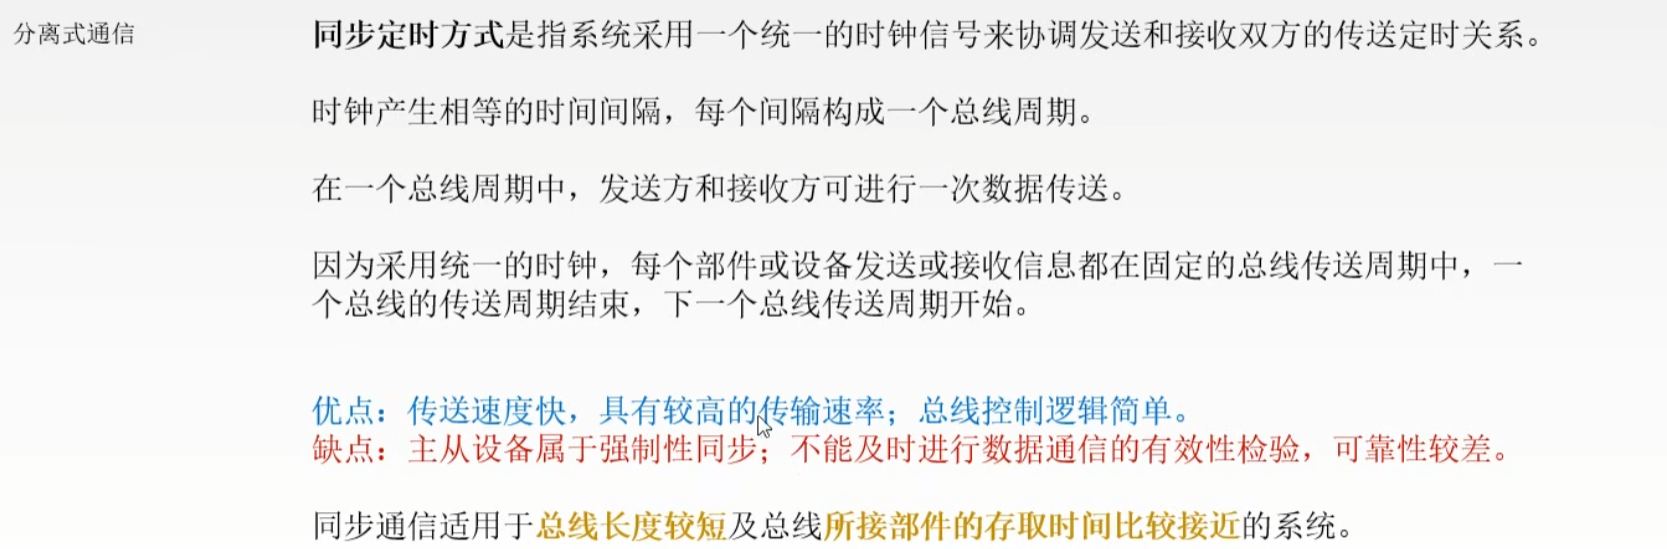 分离式通信
同步定时方式是指系统采用一个统一的时钟信号来协调发送和接收双方的传送定时关系。
时钟产生相等的时间间隔，每个间隔构成一个总线周期。
在一个总线周期中，发送方和接收方可进行一次数据传送。
因为采用统一的时钟，每个部件或设备发送或接收信息都在固定的总线传送周期中，一
个总线的传送周期结束，下一个总线传送周期开始。
优点：传送速度快，具有较高的传输速率；总线控制逻辑简单。
缺点：主从设备属于强制性同步；不能及时进行数据通信的有效性检验，可靠性较差。
同步通信适用于总线长度较短及总线所接部件的存取时间比较接近的系统。